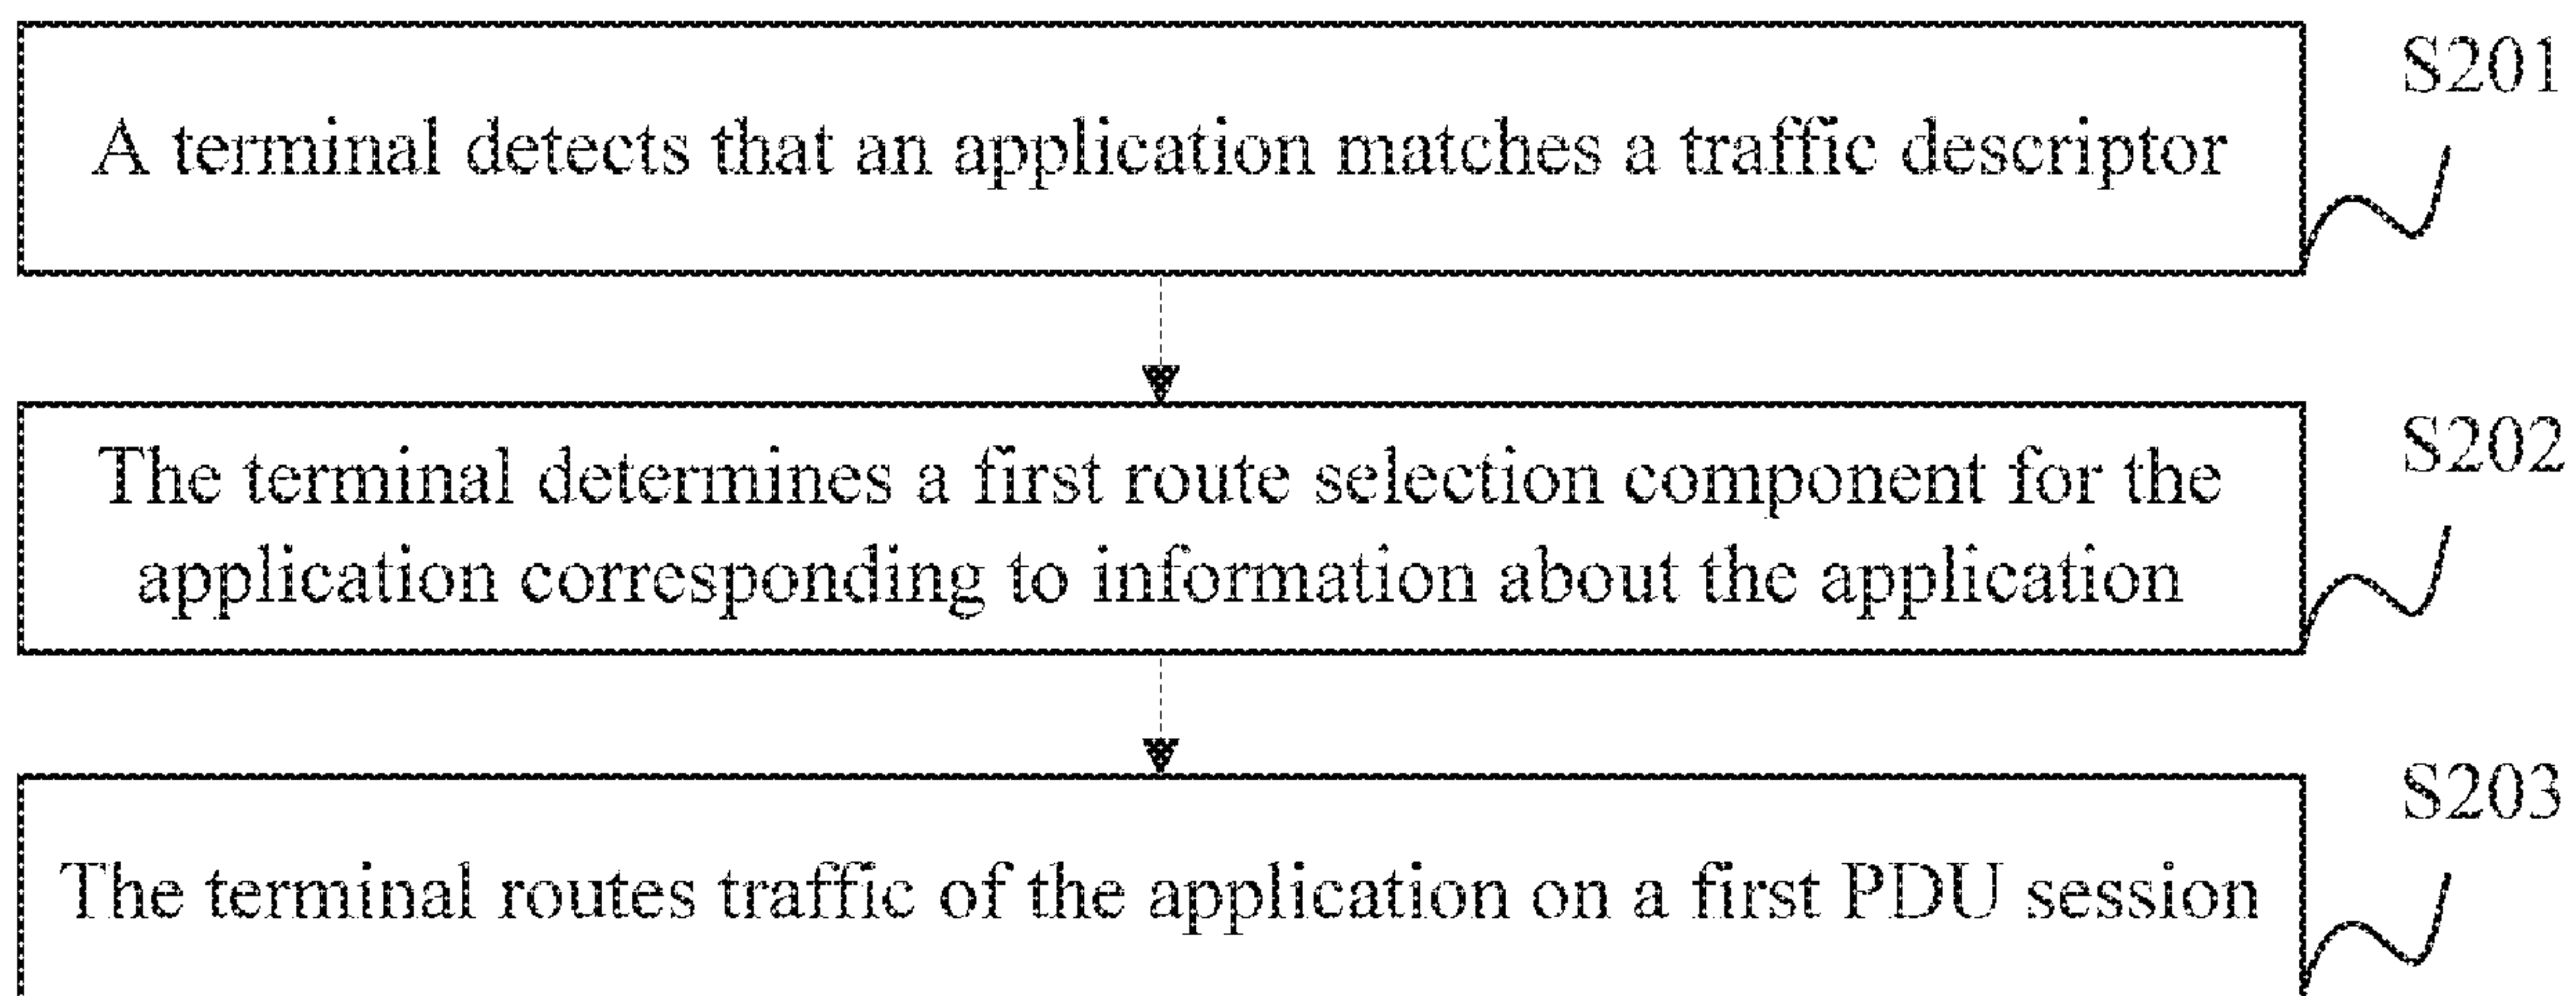 A terminal detects that an application matches a traffic descriptor
S201
The terminal determines a first route selection component for the
application corresponding to information about the application
S202
The terminal routes traffic of the application on a first PDU session
S203